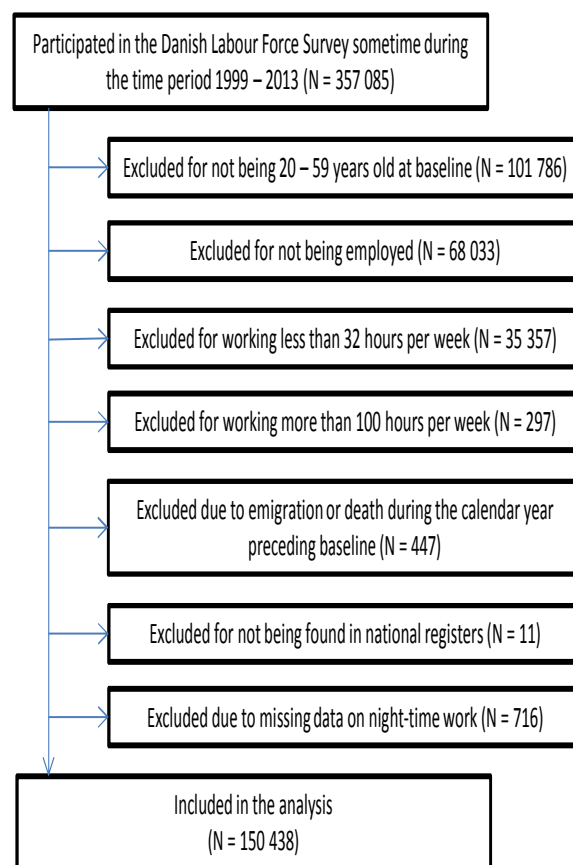 Participated in the Danish Labour Force Survey sometime during
the time period 1999 – 2013 (N = 357 085)
Excluded for not being 20 – 59 years old at baseline (N = 101 786)
Excluded for not being employed (N = 68 033)
Excluded for working less than 32 hours per week (N = 35 357)
Excluded for working more than 100 hours per week (N = 297)
Excluded due to emigration or death during the calendar year
preceding baseline (N = 447)
Excluded for not being found in national registers (N = 11)
Excluded due to missing data on night-time work (N = 716)
Included in the analysis
(N = 150 438)